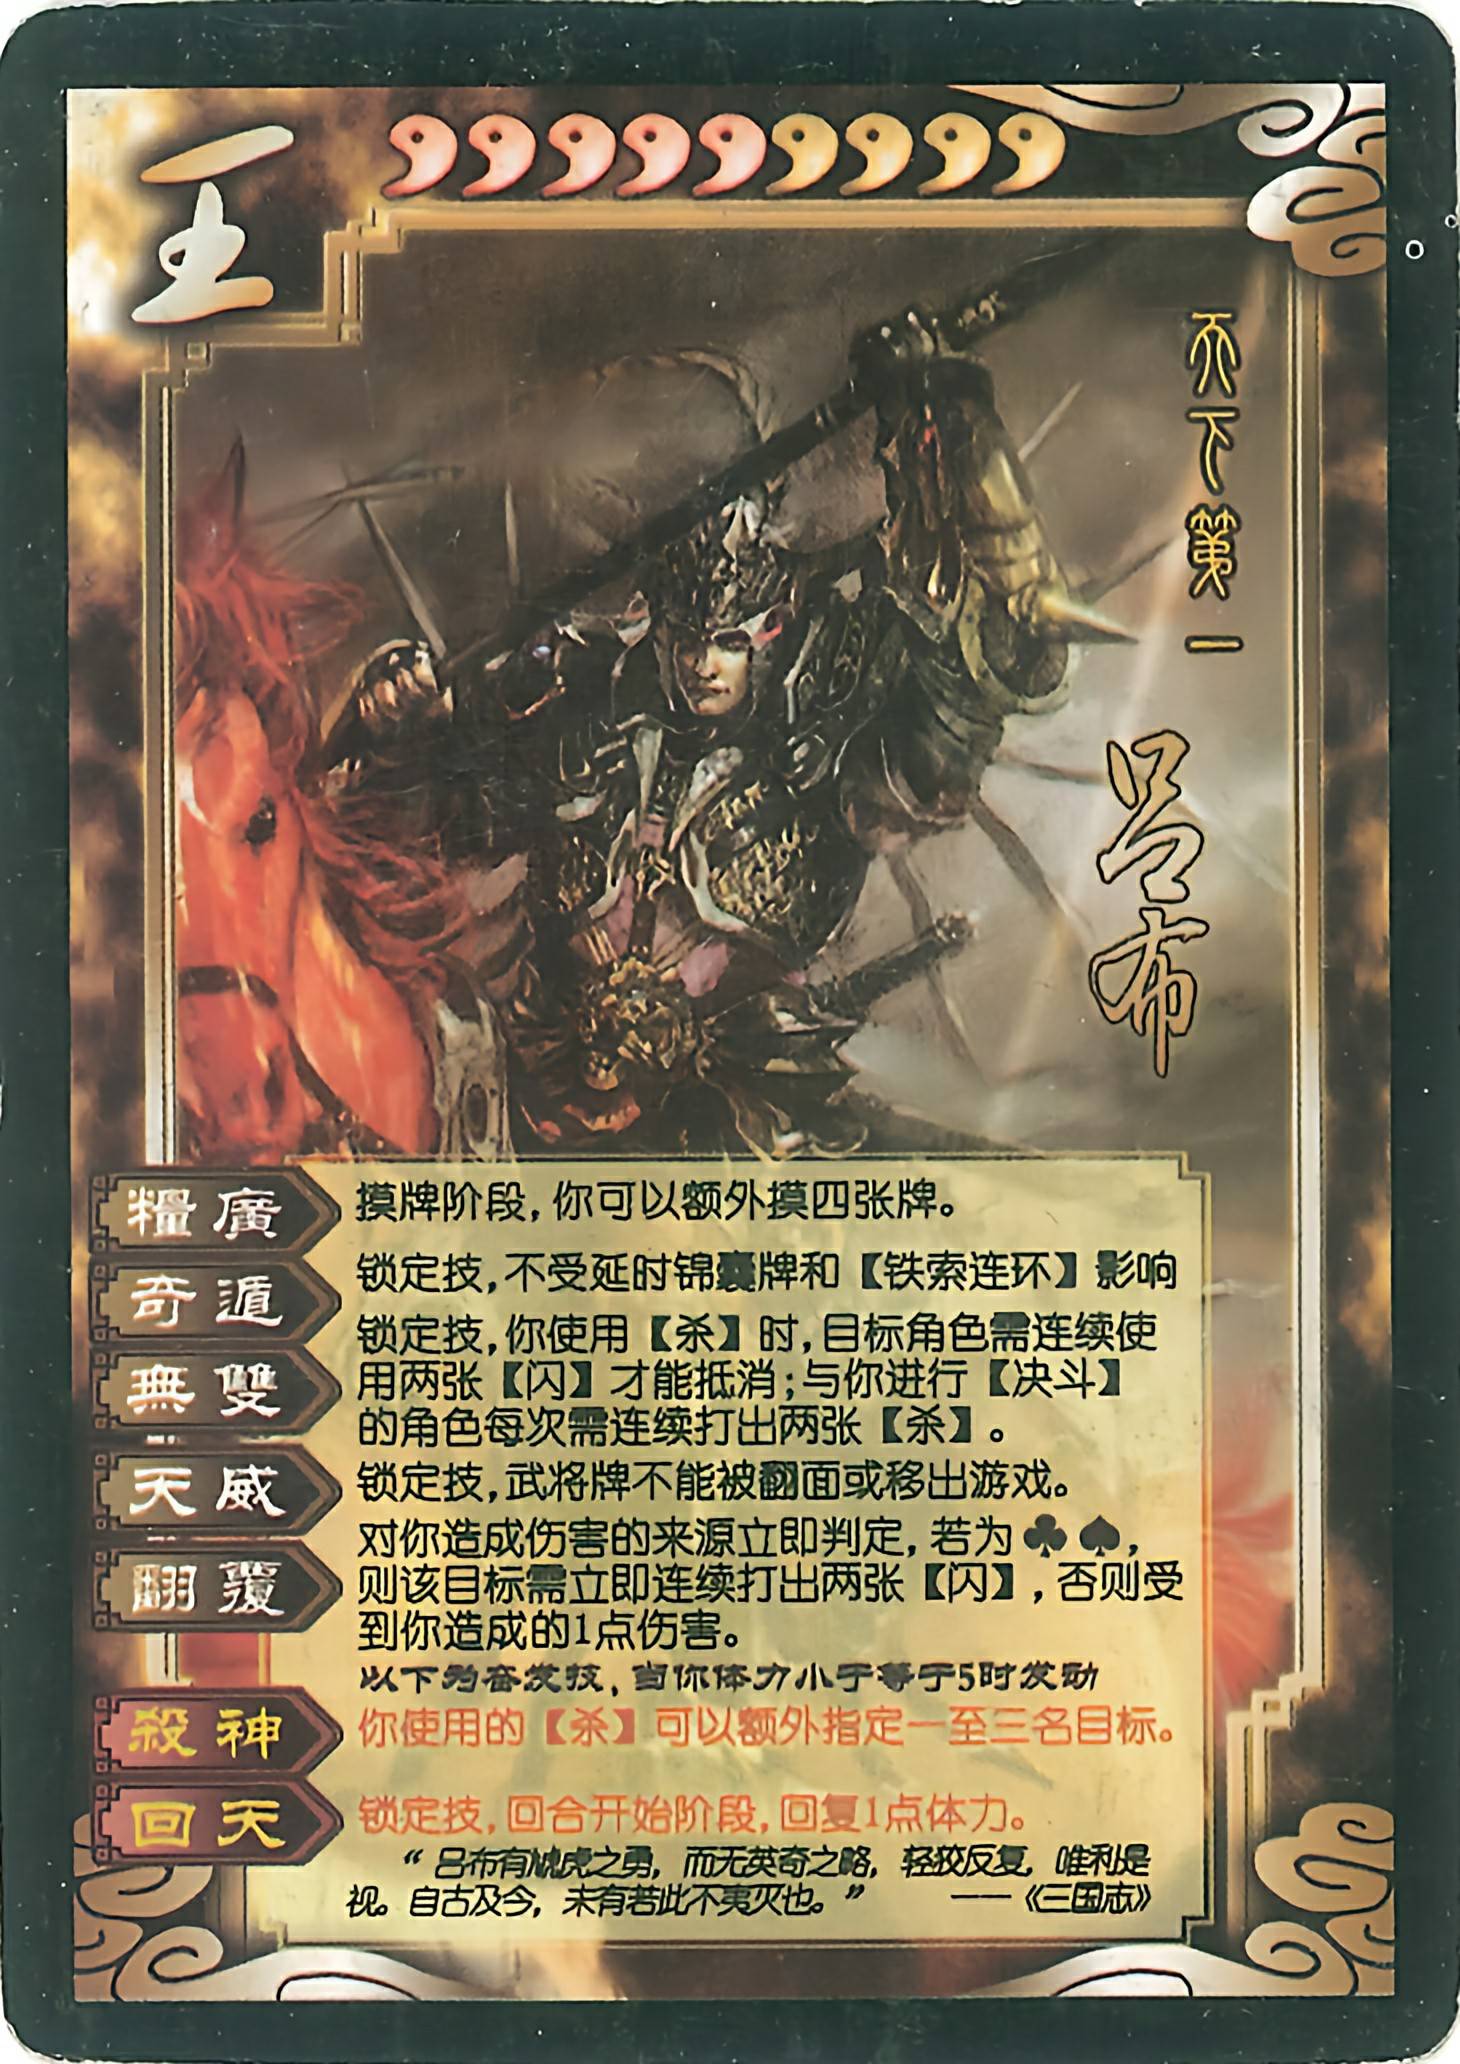 王
天下第一
呂布
糧廣
摸牌阶段,你可以额外摸四张牌。
奇遁
锁定技,不受延时锦囊牌和【铁索连环】影响
無雙
锁定技,你使用【杀】时,目标角色需连续使
用两张【闪】才能抵消;与你进行【决斗】
的角色每次需连续打出两张【杀】。
天威
锁定技,武将牌不能被翻面或移出游戏。
翻覆
对你造成伤害的来源立即判定,若为♣♠,
则该目标需立即连续打出两张【闪】,否则受
到你造成的1点伤害。
以下为奋发技,当你体力小于等于5时发动
殺神
你使用的【杀】可以额外指定一至三名目标。
回天
锁定技,回合开始阶段,回复1点体力。
“吕布有虓虎之勇,而无英奇之略,轻狡反复,唯利是
视。自古及今,未有若此不夷灭也。” ——《三国志》